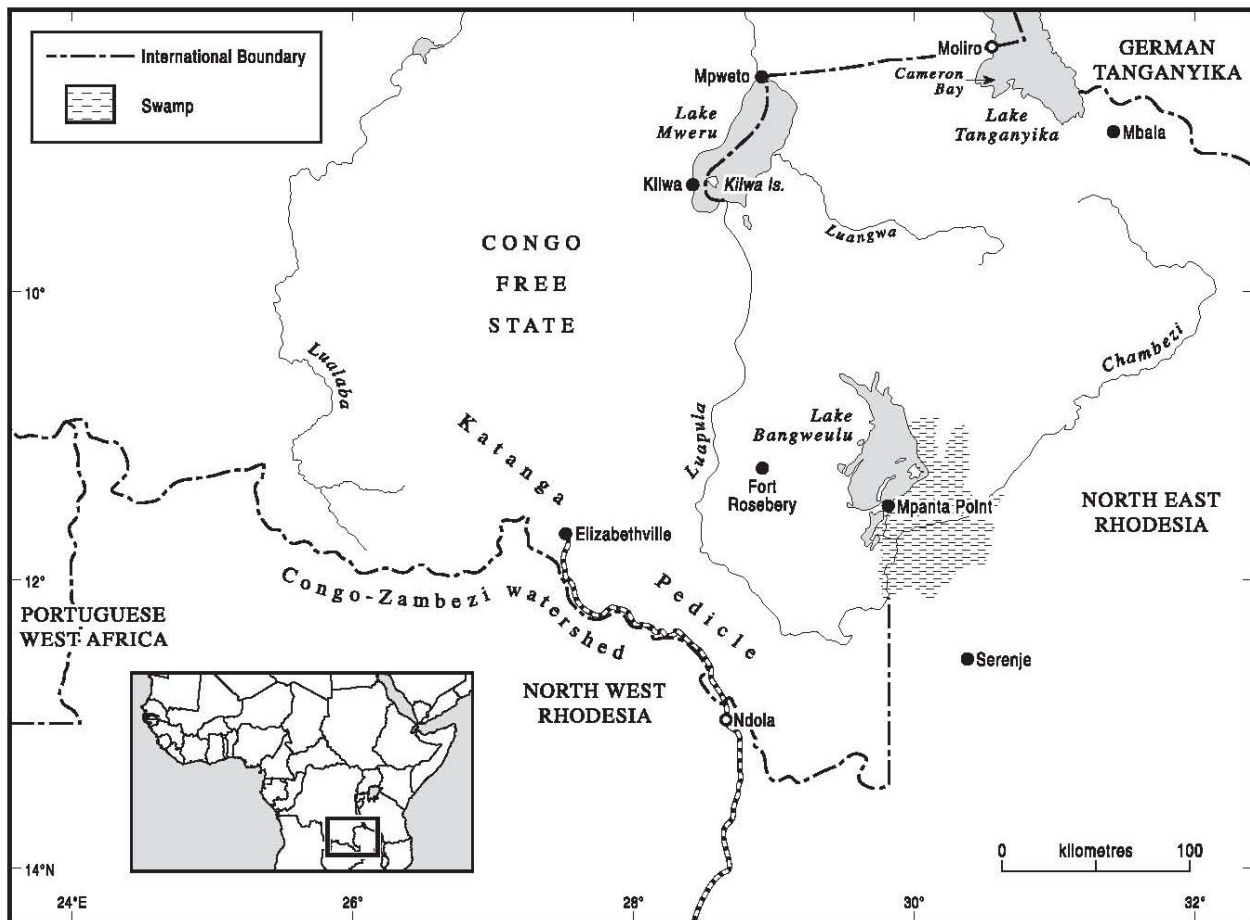 International Boundary
Swamp
Moliro
GERMAN
TANGANYIKA
Mpweto
Cameron
Bay
Lake
Mweru
Lake
Tanganyika
Mbala
Kilwa
Kilwa Is.
CONGO
FREE
STATE
Luangwa
10°
Chambezi
Lualaba
Katanga
Luapula
Lake
Bangweulu
Fort
Rosebery
Mpanta Point
NORTH EAST
RHODESIA
Elizabethville
12°
Congo-Zambezi watershed
Pedicle
PORTUGUESE
WEST AFRICA
Serenje
NORTH WEST
RHODESIA
Ndola
0 kilometres 100
14°N
24°E 26° 28° 30° 32°